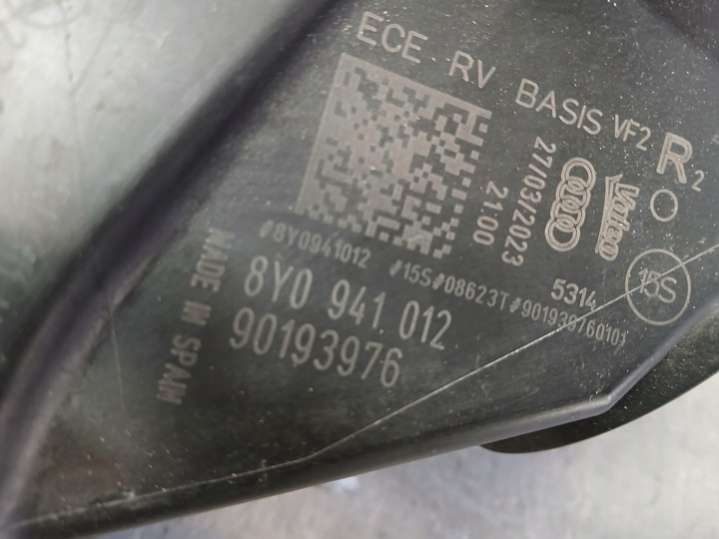 ECE RV BASIS VF2 R2
27/03/2023
21:00
Valeo
5314
15S
#8Y0941012 #15S#08623T#901939760101
8Y0 941 012
90193976
MADE IN SPAIN